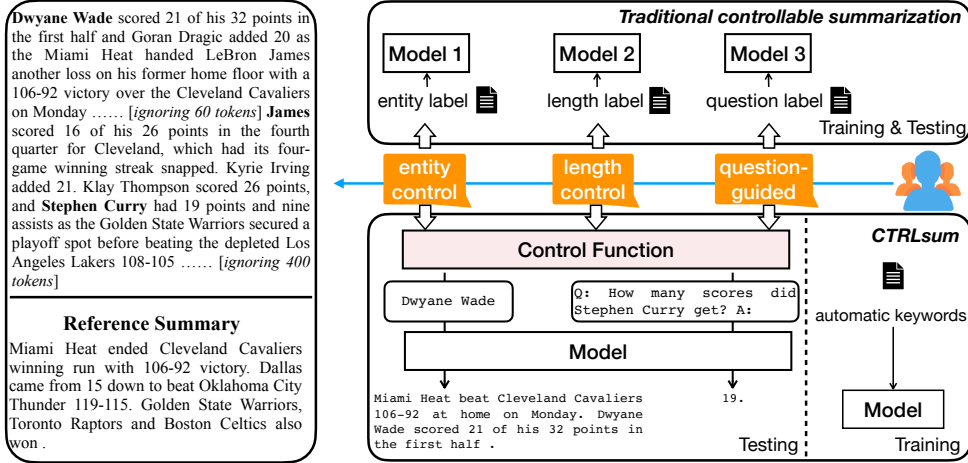 Dwyane Wade scored 21 of his 32 points in
the first half and Goran Dragic added 20 as
the Miami Heat handed LeBron James
another loss on his former home floor with a
106-92 victory over the Cleveland Cavaliers
on Monday …… [ignoring 60 tokens] James
scored 16 of his 26 points in the fourth
quarter for Cleveland, which had its four-
game winning streak snapped. Kyrie Irving
added 21. Klay Thompson scored 26 points,
and Stephen Curry had 19 points and nine
assists as the Golden State Warriors secured a
playoff spot before beating the depleted Los
Angeles Lakers 108-105 …… [ignoring 400
tokens]
Reference Summary
Miami Heat ended Cleveland Cavaliers
winning run with 106-92 victory. Dallas
came from 15 down to beat Oklahoma City
Thunder 119-115. Golden State Warriors,
Toronto Raptors and Boston Celtics also
won .
Traditional controllable summarization
Model 1
Model 2
Model 3
entity label
length label
question label
Training & Testing
entity
control
length
control
question-
guided
CTRLsum
Control Function
Dwyane Wade
Q: How many scores did
Stephen Curry get? A:
Model
Miami Heat beat Cleveland Cavaliers
106-92 at home on Monday. Dwyane
Wade scored 21 of his 32 points in
the first half .
19.
Testing
automatic keywords
Model
Training